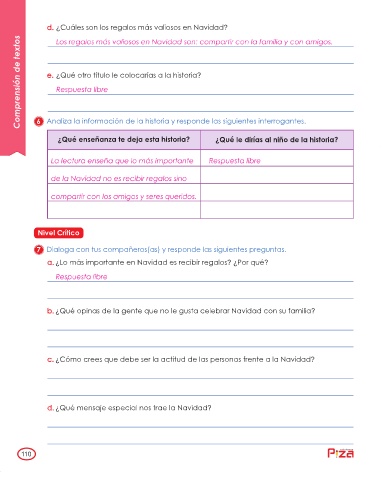 Comprensión de textos
d. ¿Cuáles son los regalos más valiosos en Navidad?
Los regalos más valiosos en Navidad son: compartir con la familia y con amigos.
e. ¿Qué otro título le colocarías a la historia?
Respuesta libre
6 Analiza la información de la historia y responde las siguientes interrogantes.
¿Qué enseñanza te deja esta historia? ¿Qué le dirías al niño de la historia?
La lectura enseña que lo más importante Respuesta libre
de la Navidad no es recibir regalos sino
compartir con los amigos y seres queridos.
Nivel Crítico
7 Dialoga con tus compañeros(as) y responde las siguientes preguntas.
a. ¿Lo más importante en Navidad es recibir regalos? ¿Por qué?
Respuesta libre
b. ¿Qué opinas de la gente que no le gusta celebrar Navidad con su familia?
c. ¿Cómo crees que debe ser la actitud de las personas frente a la Navidad?
d. ¿Qué mensaje especial nos trae la Navidad?
110